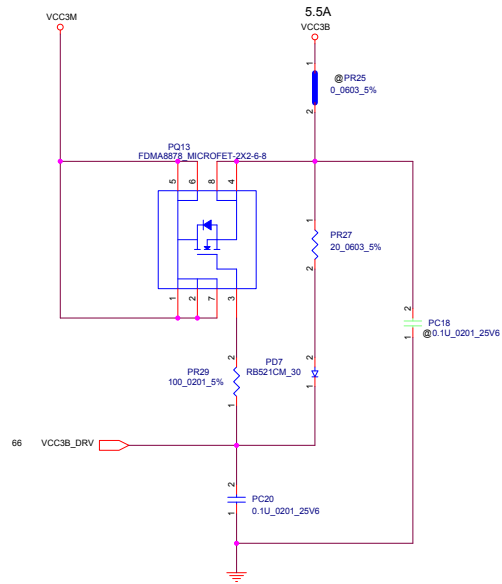 5.5A
VCC3M
VCC3B
1
@PR25
0_0603_5%
2
PQ13
FDMA8878_MICROFET-2X2-6-8
5
6
8
4
1
PR27
20_0603_5%
2
1
2
7
3
2
PC18
@0.1U_0201_25V6
1
2
PR29
100_0201_5%
1
PD7
RB521CM_30
2
1
66
VCC3B_DRV
2
PC20
0.1U_0201_25V6
1